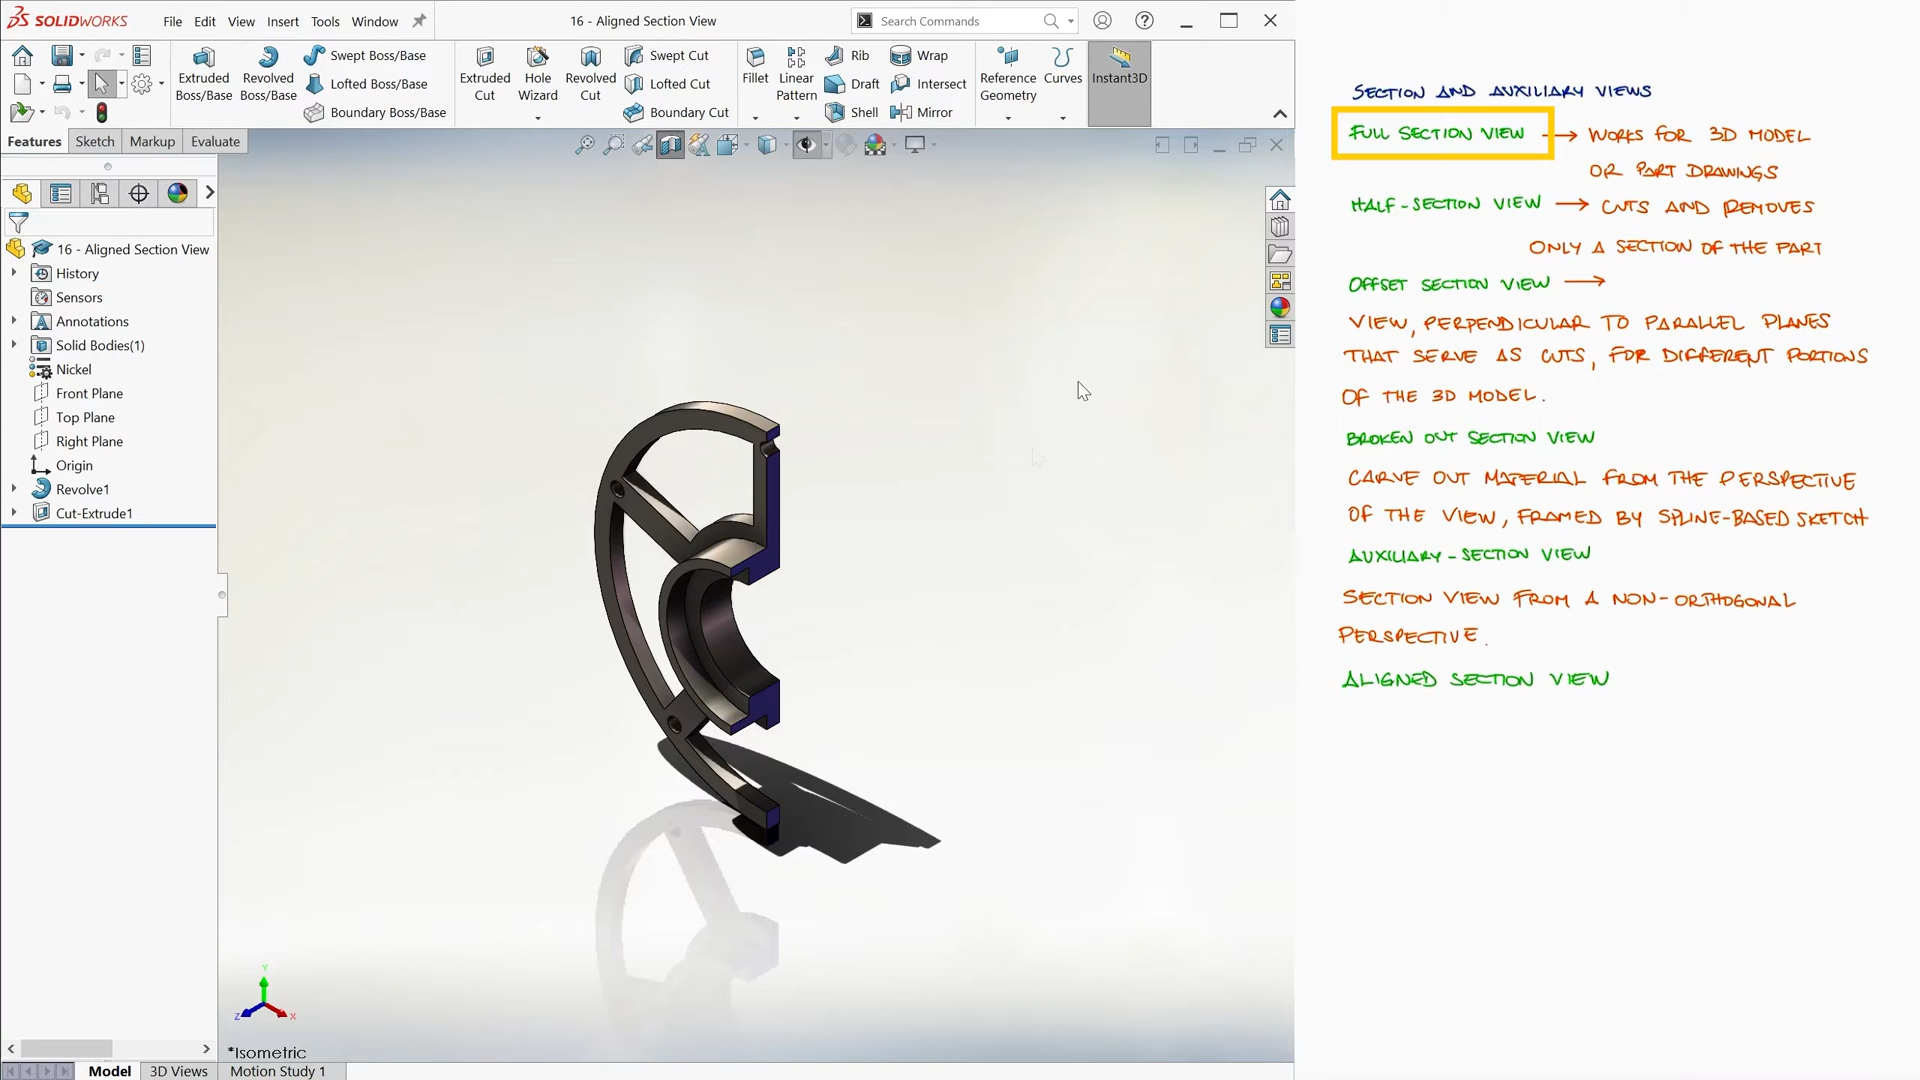 SOLIDWORKS
File Edit View Insert Tools Window
16 - Aligned Section View
Search Commands
Extruded Boss/Base
Revolved Boss/Base
Swept Boss/Base
Lofted Boss/Base
Boundary Boss/Base
Extruded Cut
Hole Wizard
Revolved Cut
Swept Cut
Lofted Cut
Boundary Cut
Fillet
Linear Pattern
Rib
Draft
Shell
Wrap
Intersect
Mirror
Reference Geometry
Curves
Instant3D
Features Sketch Markup Evaluate
16 - Aligned Section View
History
Sensors
Annotations
Solid Bodies(1)
Nickel
Front Plane
Top Plane
Right Plane
Origin
Revolve1
Cut-Extrude1
Y
Z X
*Isometric
Model 3D Views Motion Study 1
SECTION AND AUXILIARY VIEWS
FULL SECTION VIEW → WORKS FOR 3D MODEL
OR PART DRAWINGS
HALF-SECTION VIEW → CUTS AND REMOVES
ONLY A SECTION OF THE PART
OFFSET SECTION VIEW →
VIEW, PERPENDICULAR TO PARALLEL PLANES
THAT SERVE AS CUTS, FOR DIFFERENT PORTIONS
OF THE 3D MODEL.
BROKEN OUT SECTION VIEW
CARVE OUT MATERIAL FROM THE PERSPECTIVE
OF THE VIEW, FRAMED BY SPLINE-BASED SKETCH
AUXILIARY-SECTION VIEW
SECTION VIEW FROM A NON-ORTHOGONAL
PERSPECTIVE.
ALIGNED SECTION VIEW